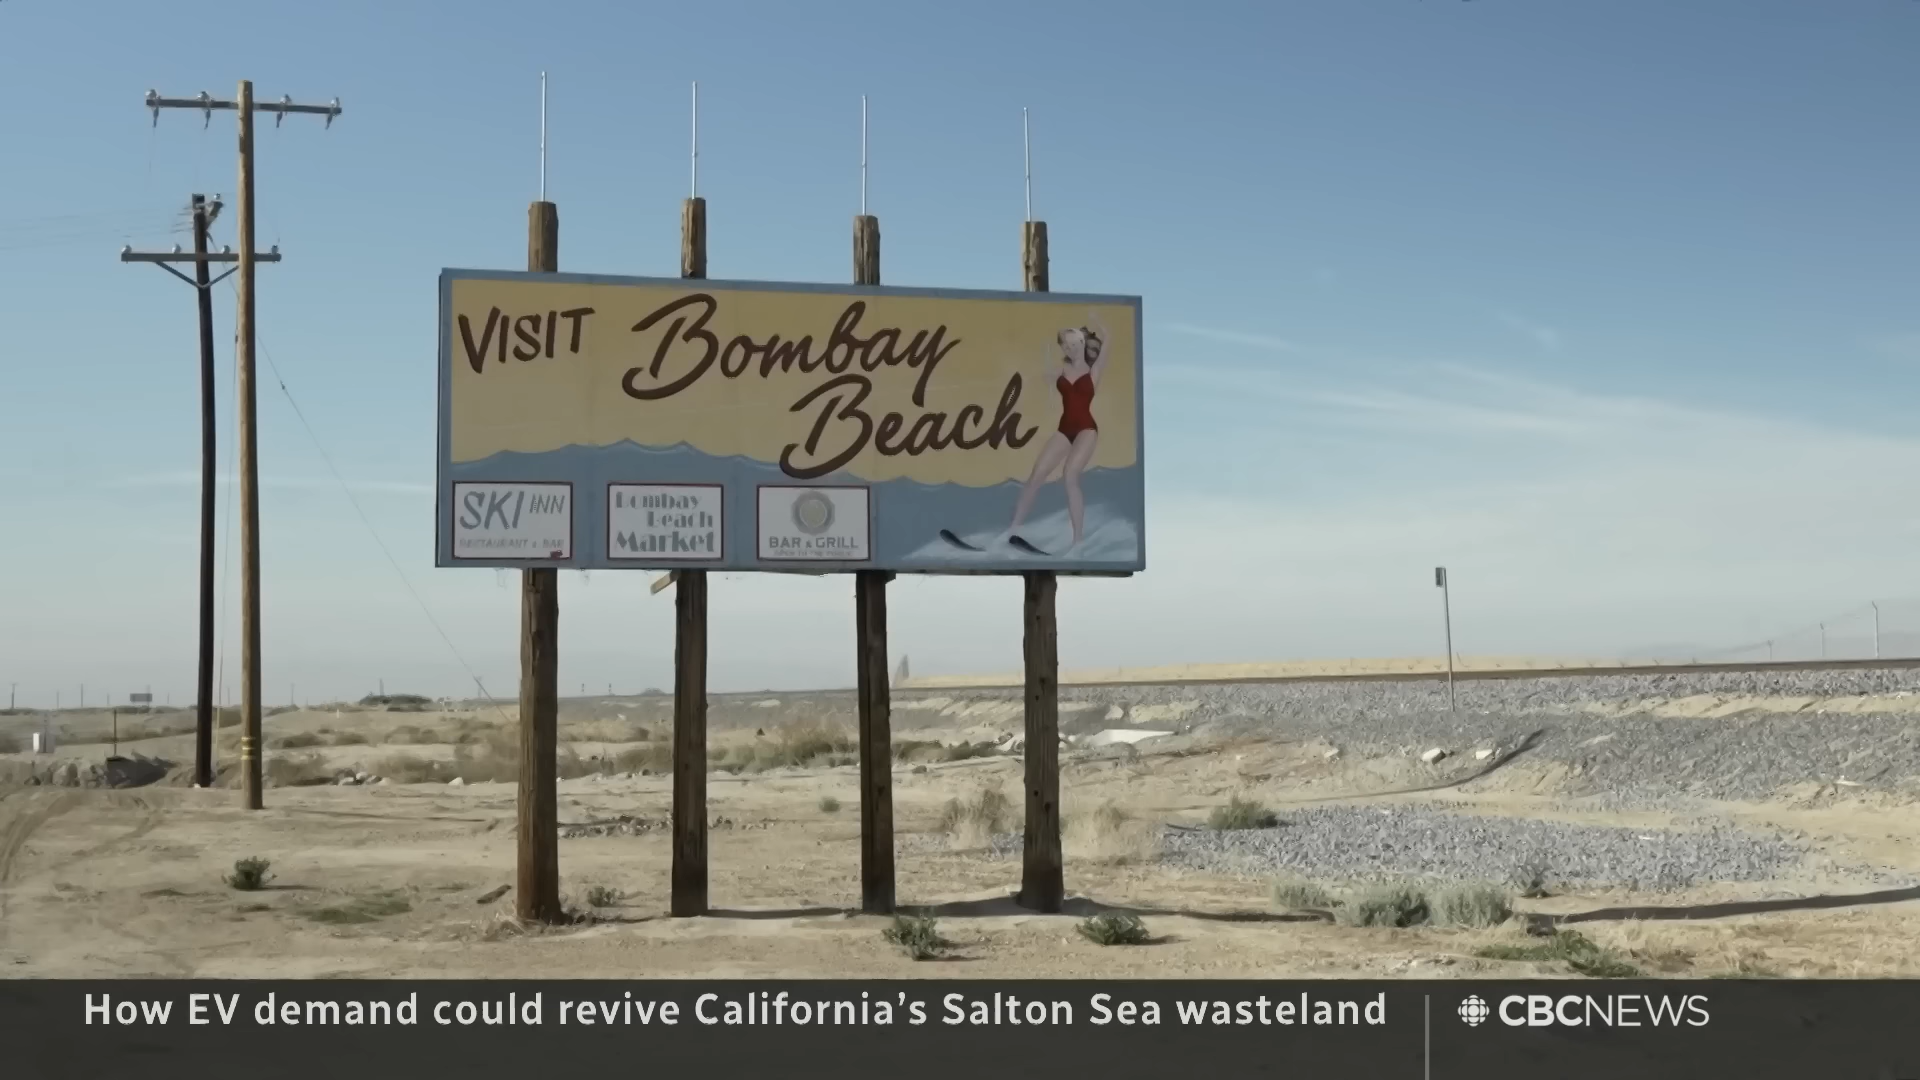 VISIT Bombay
Beach
SKI INN
RESTAURANT & BAR
Bombay
Beach
Market
BAR & GRILL
How EV demand could revive California’s Salton Sea wasteland
CBCNEWS